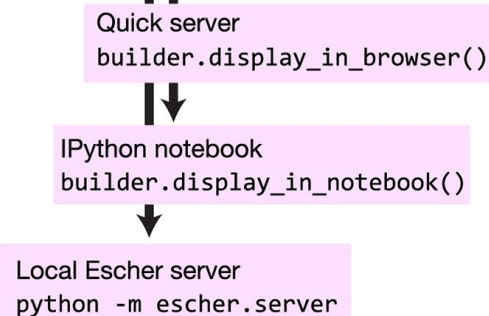 Quick server
builder.display_in_browser()
IPython notebook
builder.display_in_notebook()
Local Escher server
python -m escher.server